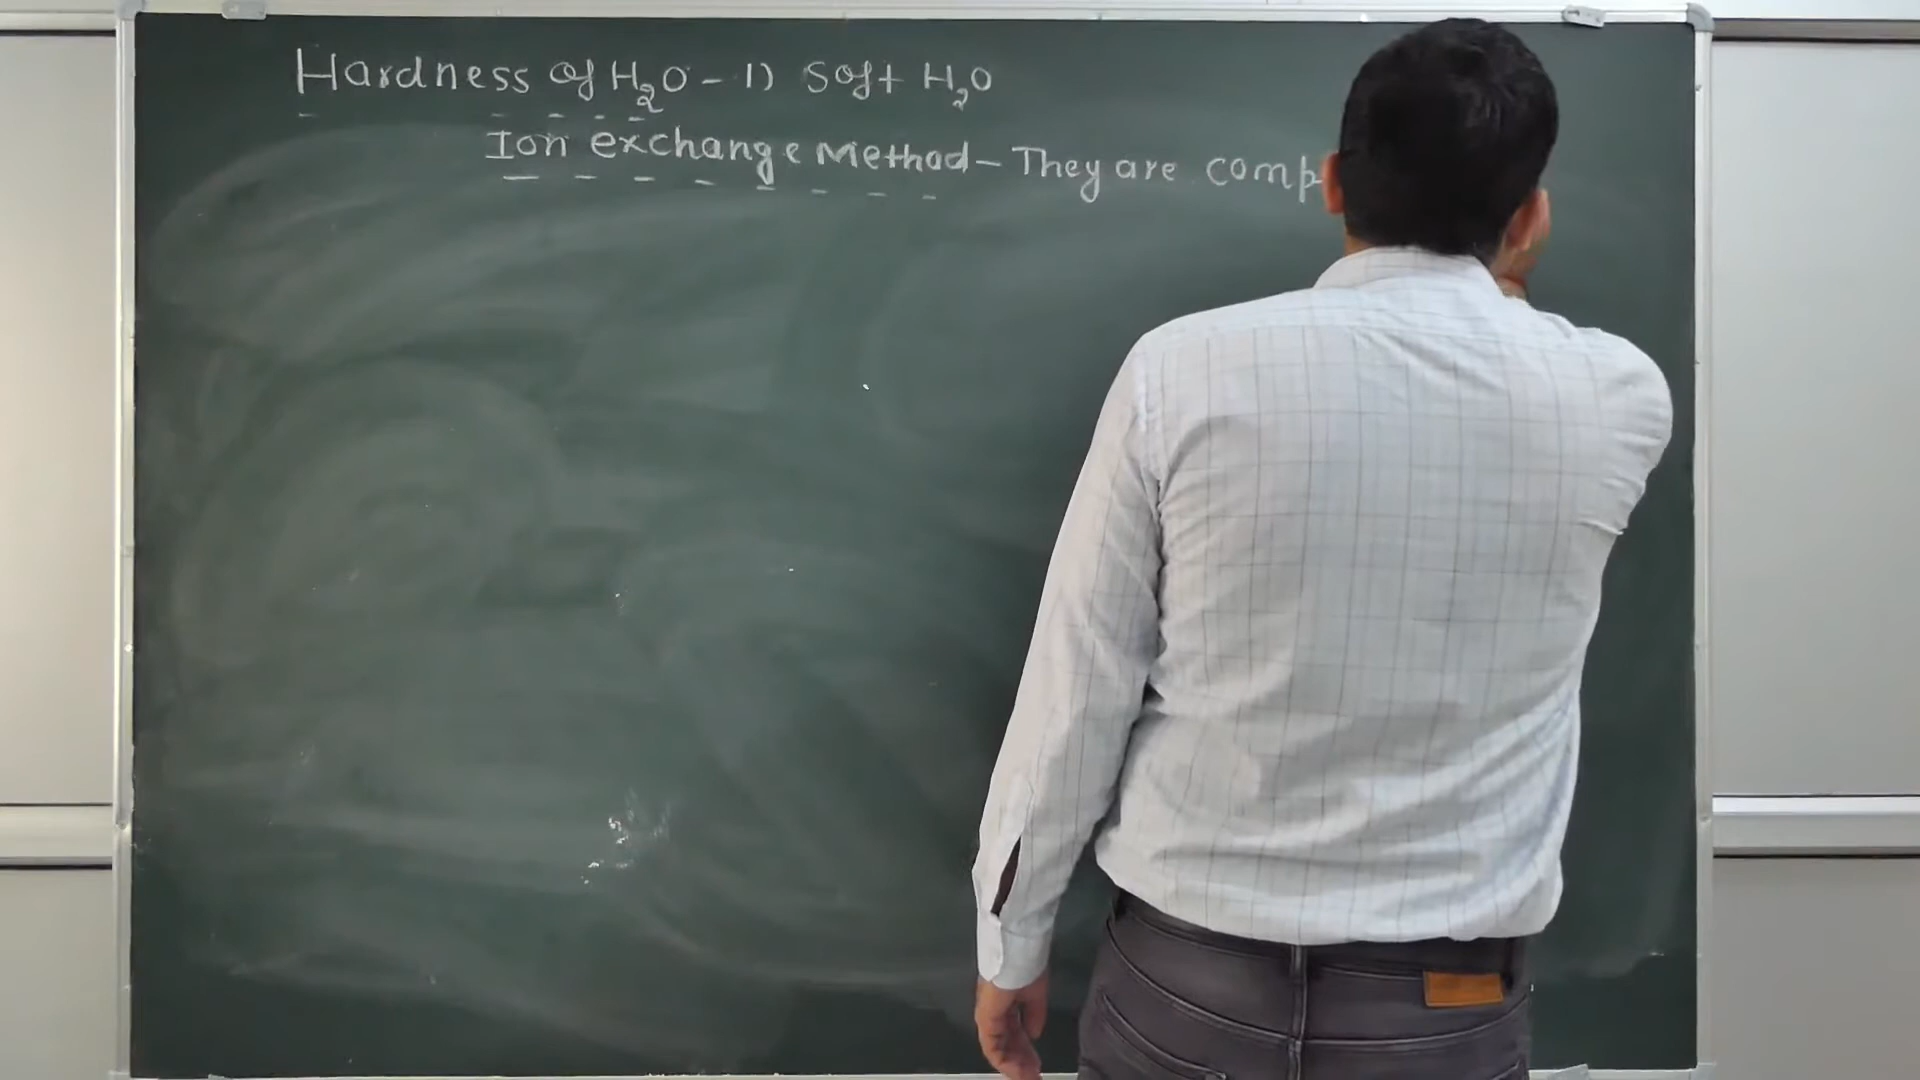 Hardness of H₂O - 1) Soft H₂O
Ion exchange Method - They are